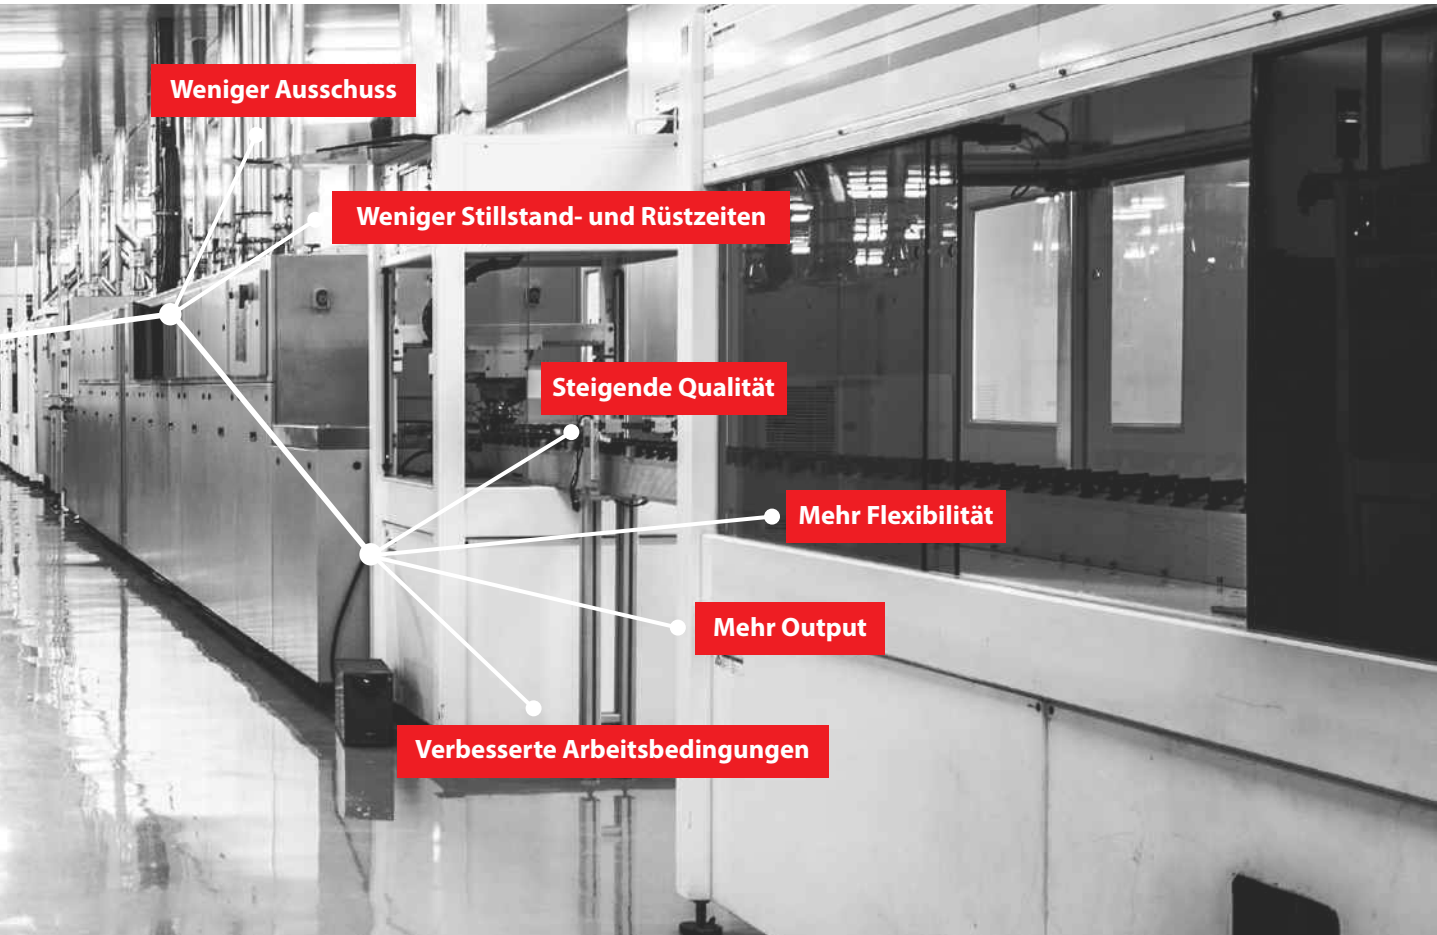 Weniger Ausschuss
Weniger Stillstand- und Rüstzeiten
Steigende Qualität
Mehr Flexibilität
Mehr Output
Verbesserte Arbeitsbedingungen